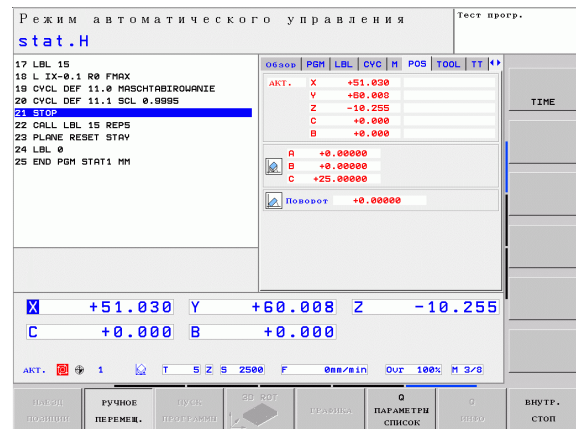 Режим автоматического управления
Тест прогр.
stat.H
17 LBL 15
18 L IX-0.1 R0 FMAX
19 CYCL DEF 11.0 MASCHTABIROWANIE
20 CYCL DEF 11.1 SCL 0.9995
21 STOP
22 CALL LBL 15 REP5
23 PLANE RESET STAY
24 LBL 0
25 END PGM STAT1 MM
Обзор PGM LBL CYC M POS TOOL TT
АКТ. X +51.030
Y +60.008
Z -10.255
C +0.000
B +0.000
A +0.00000
B +0.00000
C +25.00000
Поворот +0.00000
TIME
X +51.030 Y +60.008 Z -10.255
C +0.000 B +0.000
АКТ. 1 T 5 Z S 2500 F 0mm/min Ovr 100% M 3/8
РУЧНОЕ ПЕРЕМЕЩ.
ПУСК ПРОГРАММЫ
3D ROT
ГРАФИКА
Q ПАРАМЕТРЫ СПИСОК
Q ИНФО
ВНУТР. СТОП